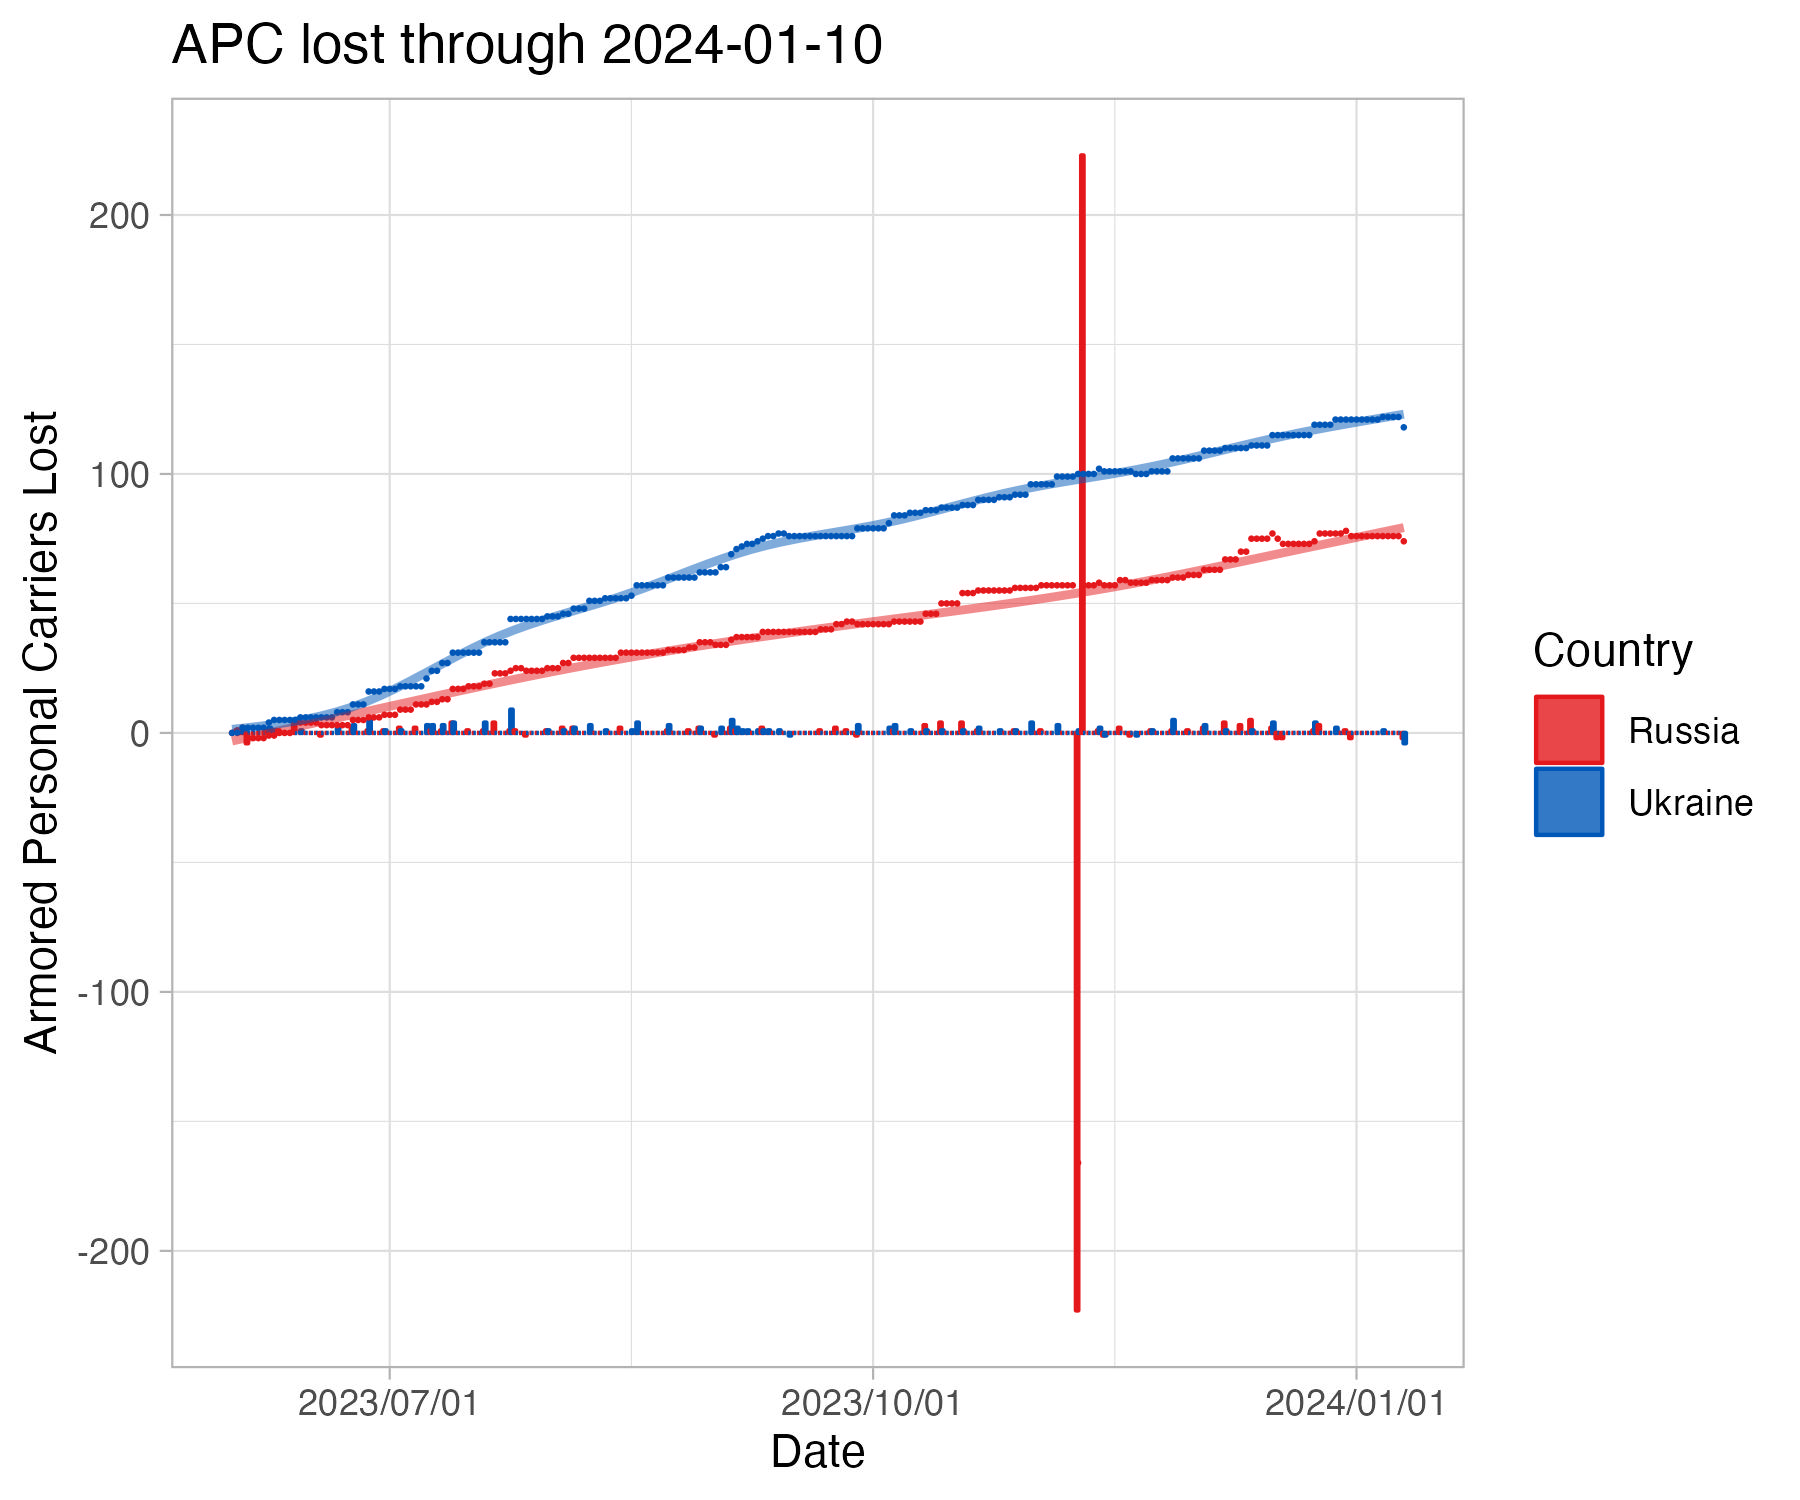 APC lost through 2024-01-10
Armored Personal Carriers Lost
200
100
0
-100
-200
2023/07/01
2023/10/01
2024/01/01
Date
Country
Russia
Ukraine